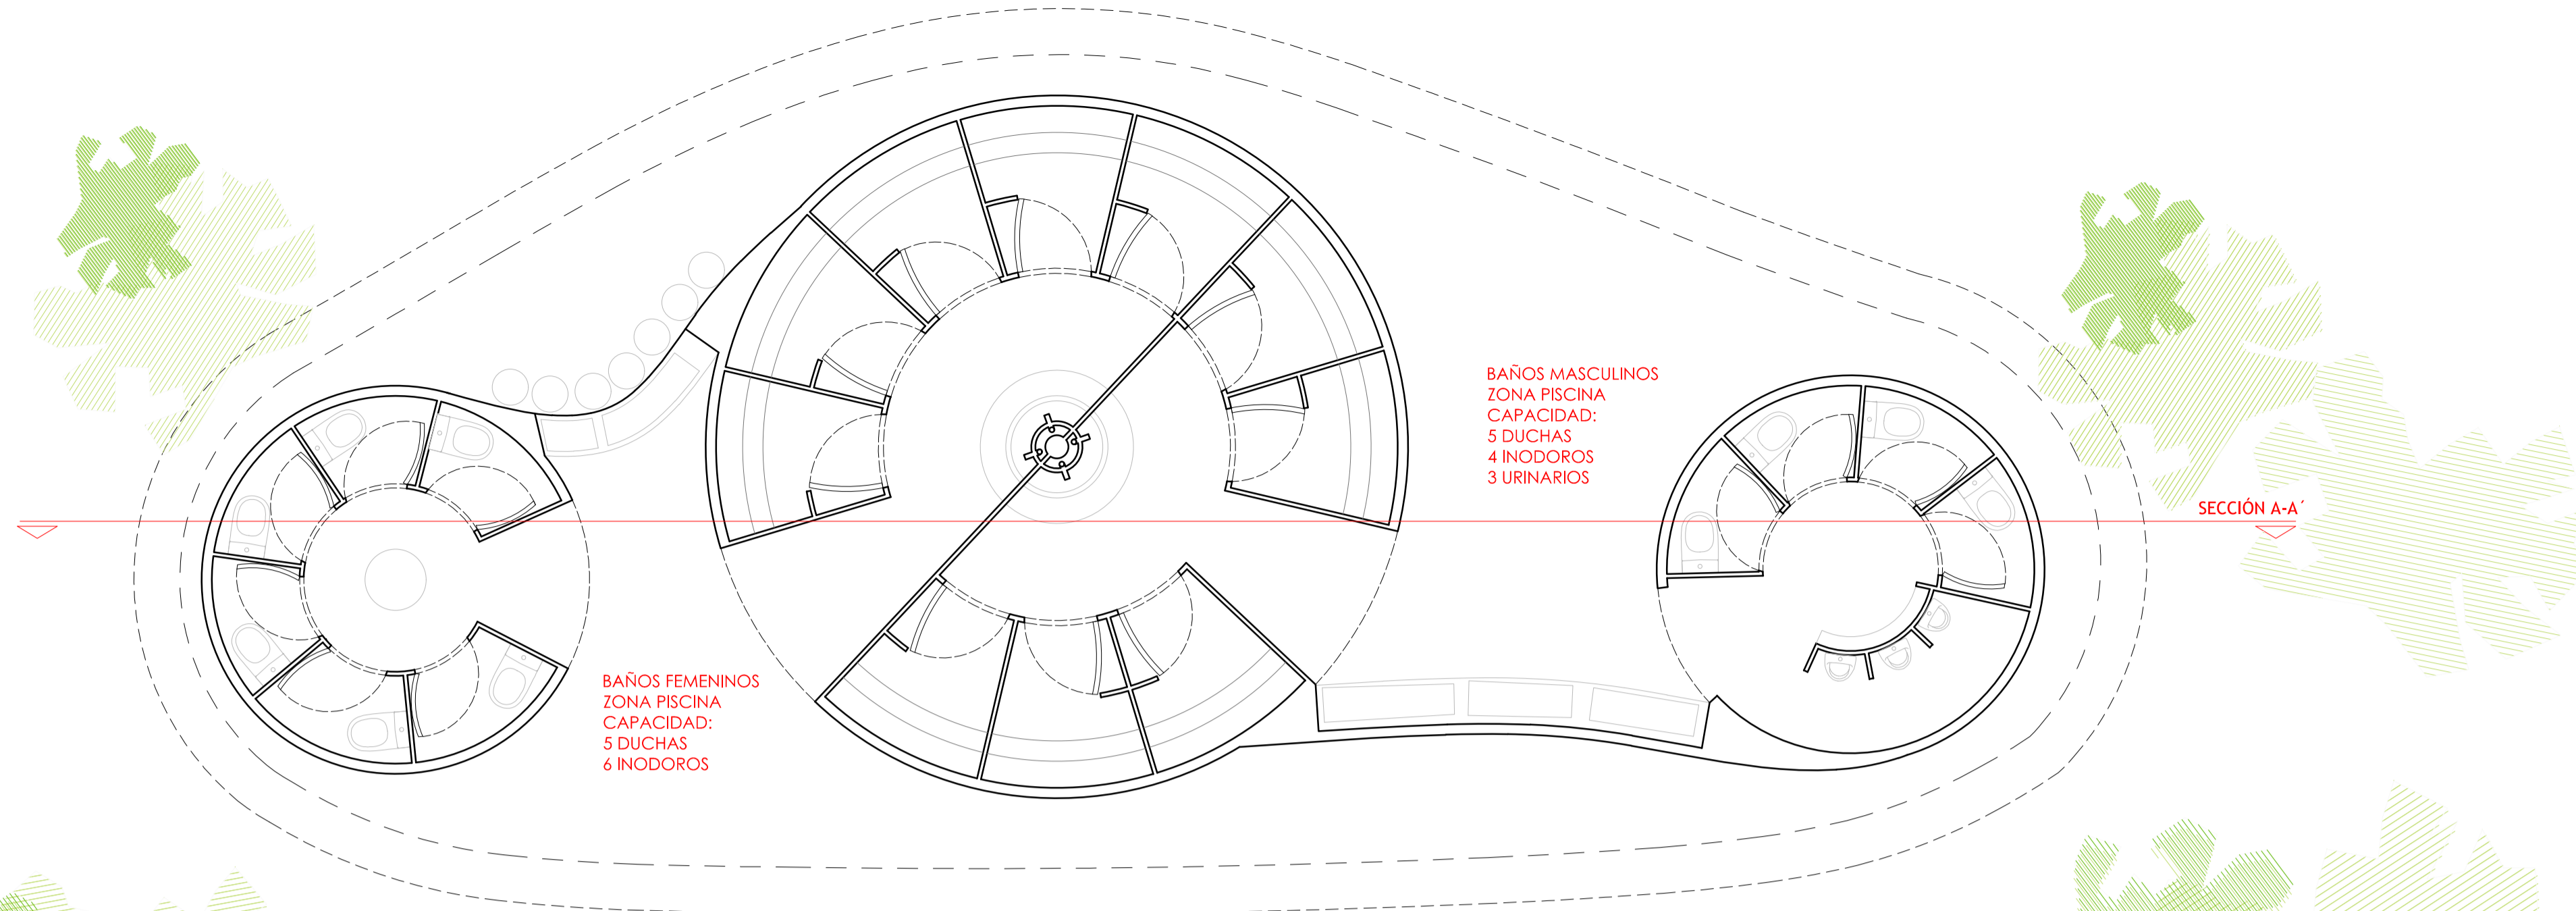 BAÑOS MASCULINOS
ZONA PISCINA
CAPACIDAD:
5 DUCHAS
4 INODOROS
3 URINARIOS
SECCIÓN A-A´
BAÑOS FEMENINOS
ZONA PISCINA
CAPACIDAD:
5 DUCHAS
6 INODOROS